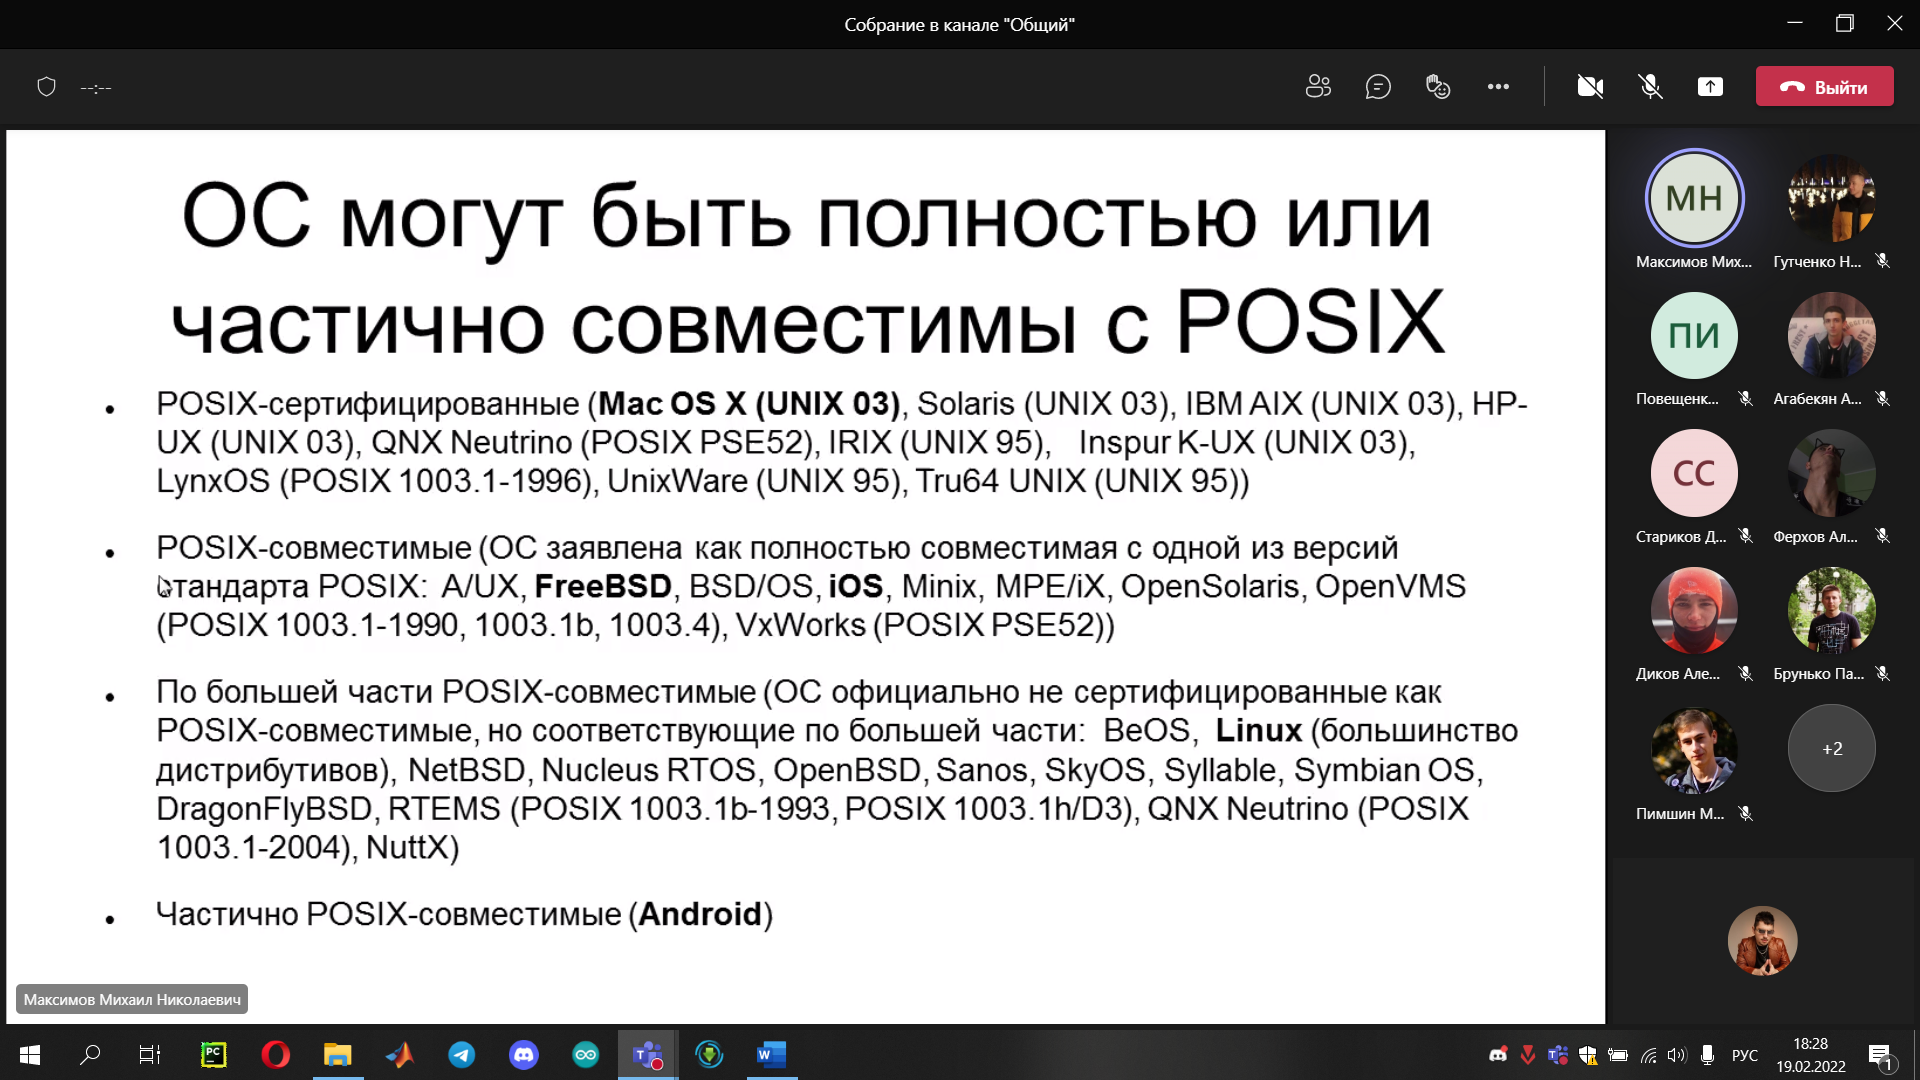 Собрание в канале "Общий"
--:--
Выйти
ОС могут быть полностью или
частично совместимы с POSIX
• POSIX-сертифицированные (Mac OS X (UNIX 03), Solaris (UNIX 03), IBM AIX (UNIX 03), HP-
UX (UNIX 03), QNX Neutrino (POSIX PSE52), IRIX (UNIX 95), Inspur K-UX (UNIX 03),
LynxOS (POSIX 1003.1-1996), UnixWare (UNIX 95), Tru64 UNIX (UNIX 95))
• POSIX-совместимые (ОС заявлена как полностью совместимая с одной из версий
стандарта POSIX: A/UX, FreeBSD, BSD/OS, iOS, Minix, MPE/iX, OpenSolaris, OpenVMS
(POSIX 1003.1-1990, 1003.1b, 1003.4), VxWorks (POSIX PSE52))
• По большей части POSIX-совместимые (ОС официально не сертифицированные как
POSIX-совместимые, но соответствующие по большей части: BeOS, Linux (большинство
дистрибутивов), NetBSD, Nucleus RTOS, OpenBSD, Sanos, SkyOS, Syllable, Symbian OS,
DragonFlyBSD, RTEMS (POSIX 1003.1b-1993, POSIX 1003.1h/D3), QNX Neutrino (POSIX
1003.1-2004), NuttX)
• Частично POSIX-совместимые (Android)
Максимов Михаил Николаевич
МН
Максимов Мих...
Гутченко Н...
ПИ
Повещенк...
Агабекян А...
СС
Стариков Д...
Ферхов Ал...
Диков Але...
Брунько Па...
Пимшин М...
+2
PC
W
РУС
18:28
19.02.2022
1